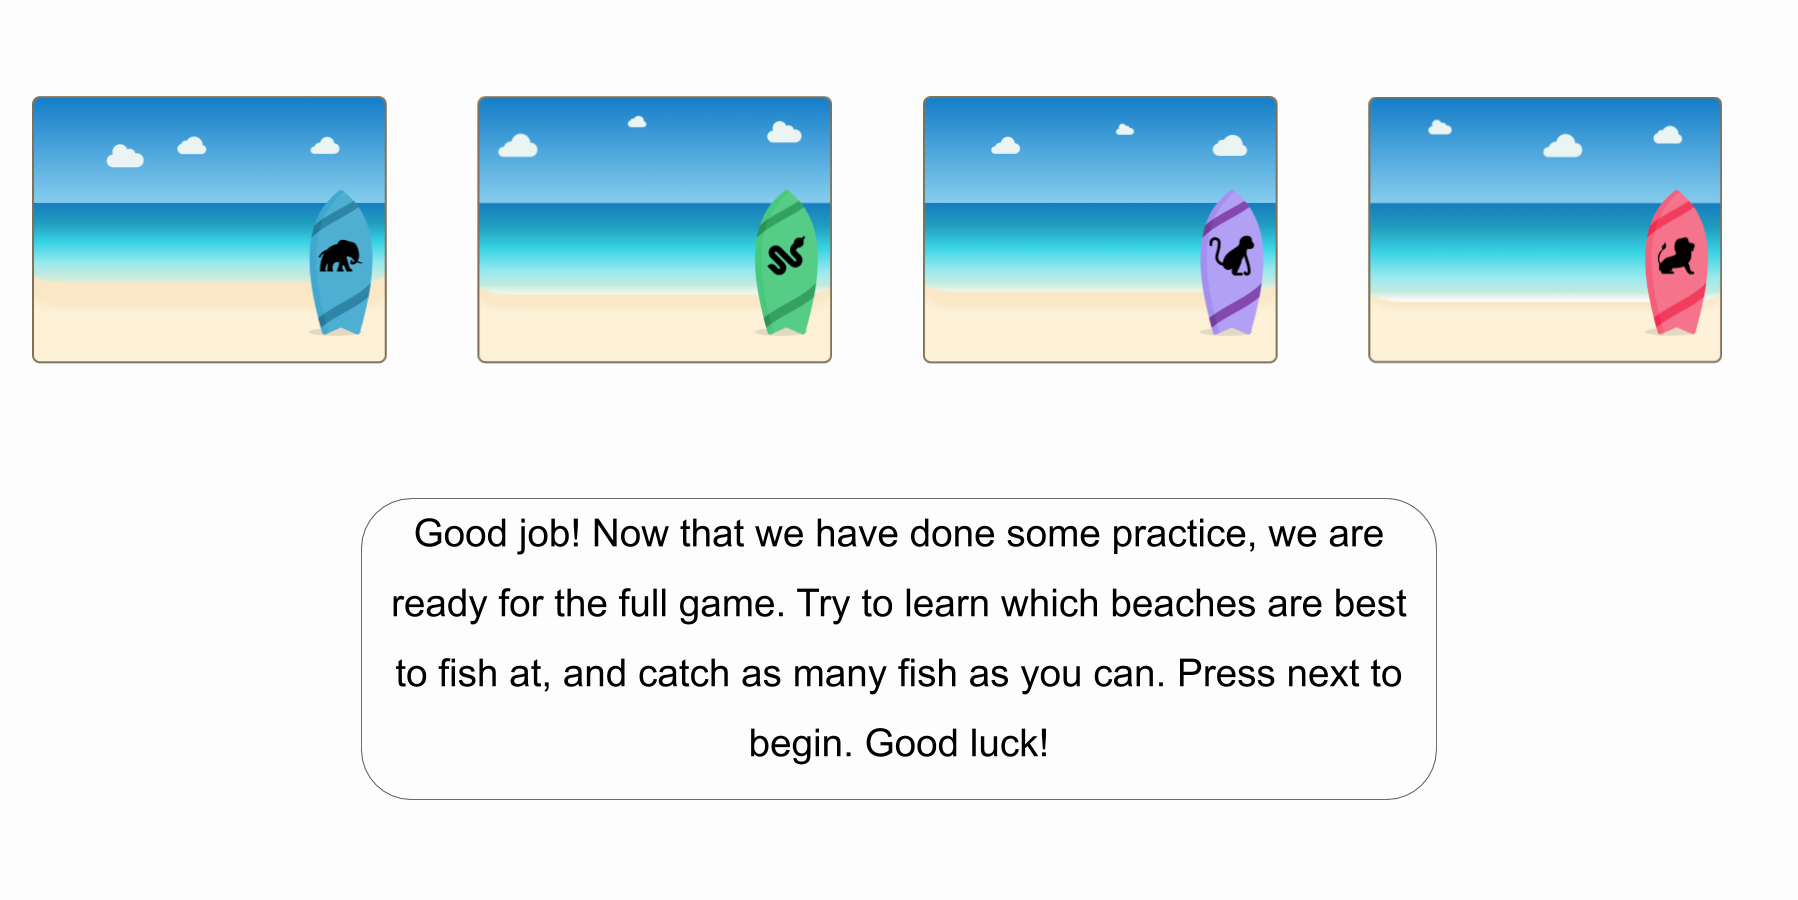 Good job! Now that we have done some practice, we are
ready for the full game. Try to learn which beaches are best
to fish at, and catch as many fish as you can. Press next to
begin. Good luck!